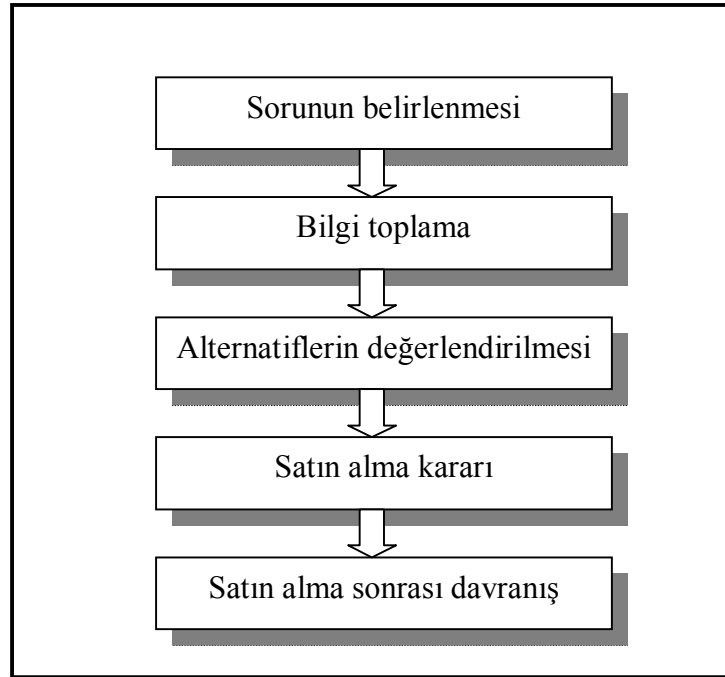 Sorunun belirlenmesi
Bilgi toplama
Alternatiflerin değerlendirilmesi
Satın alma kararı
Satın alma sonrası davranış